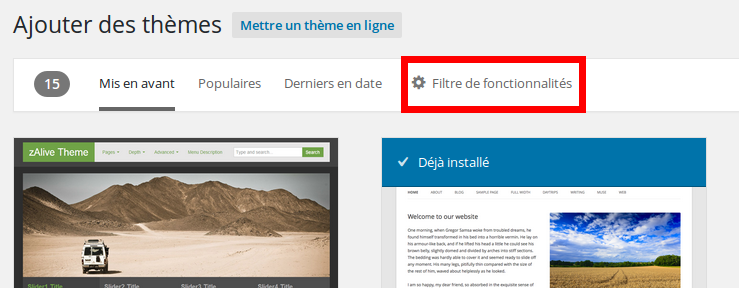 Ajouter des thèmes Mettre un thème en ligne
15 Mis en avant Populaires Derniers en date Filtre de fonctionnalités
zAlive Theme Pages Depth Advanced Menu Description Type and search... Search
Slider1 Title Slider2 Title Slider3 Title Slider4 Title
Déjà installé
HOME ABOUT BLOG SAMPLE PAGE FULL WIDTH DAYTRIPS WRITING MUSE WEB
Welcome to our website
One morning, when Gregor Samsa woke from troubled dreams, he
found himself transformed in his bed into a horrible vermin. He lay on
his armour-like back, and if he lifted his head a little he could see his
brown belly, slightly domed and divided by arches into stiff sections.
The bedding was hardly able to cover it and seemed ready to slide off
any moment. His many legs, pitifully thin compared with the size of
the rest of him, waved about helplessly as he looked.
I am so happy, my dear friend, so absorbed in the exquisite sense of